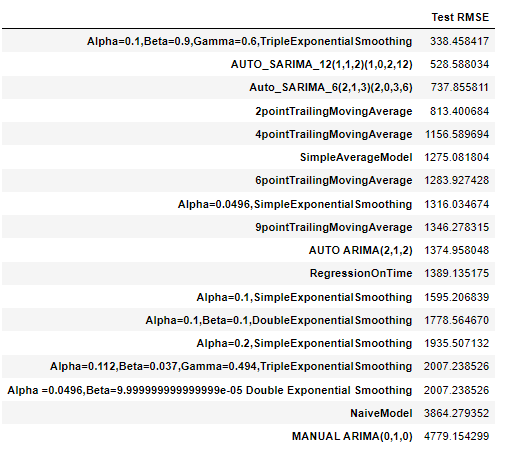 Test RMSE
Alpha=0.1,Beta=0.9,Gamma=0.6,TripleExponentialSmoothing 338.458417
AUTO_SARIMA_12(1,1,2)(1,0,2,12) 528.588034
Auto_SARIMA_6(2,1,3)(2,0,3,6) 737.855811
2pointTrailingMovingAverage 813.400684
4pointTrailingMovingAverage 1156.589694
SimpleAverageModel 1275.081804
6pointTrailingMovingAverage 1283.927428
Alpha=0.0496,SimpleExponentialSmoothing 1316.034674
9pointTrailingMovingAverage 1346.278315
AUTO ARIMA(2,1,2) 1374.958048
RegressionOnTime 1389.135175
Alpha=0.1,SimpleExponentialSmoothing 1595.206839
Alpha=0.1,Beta=0.1,DoubleExponentialSmoothing 1778.564670
Alpha=0.2,SimpleExponentialSmoothing 1935.507132
Alpha=0.112,Beta=0.037,Gamma=0.494,TripleExponentialSmoothing 2007.238526
Alpha =0.0496,Beta=9.999999999999999e-05 Double Exponential Smoothing 2007.238526
NaiveModel 3864.279352
MANUAL ARIMA(0,1,0) 4779.154299